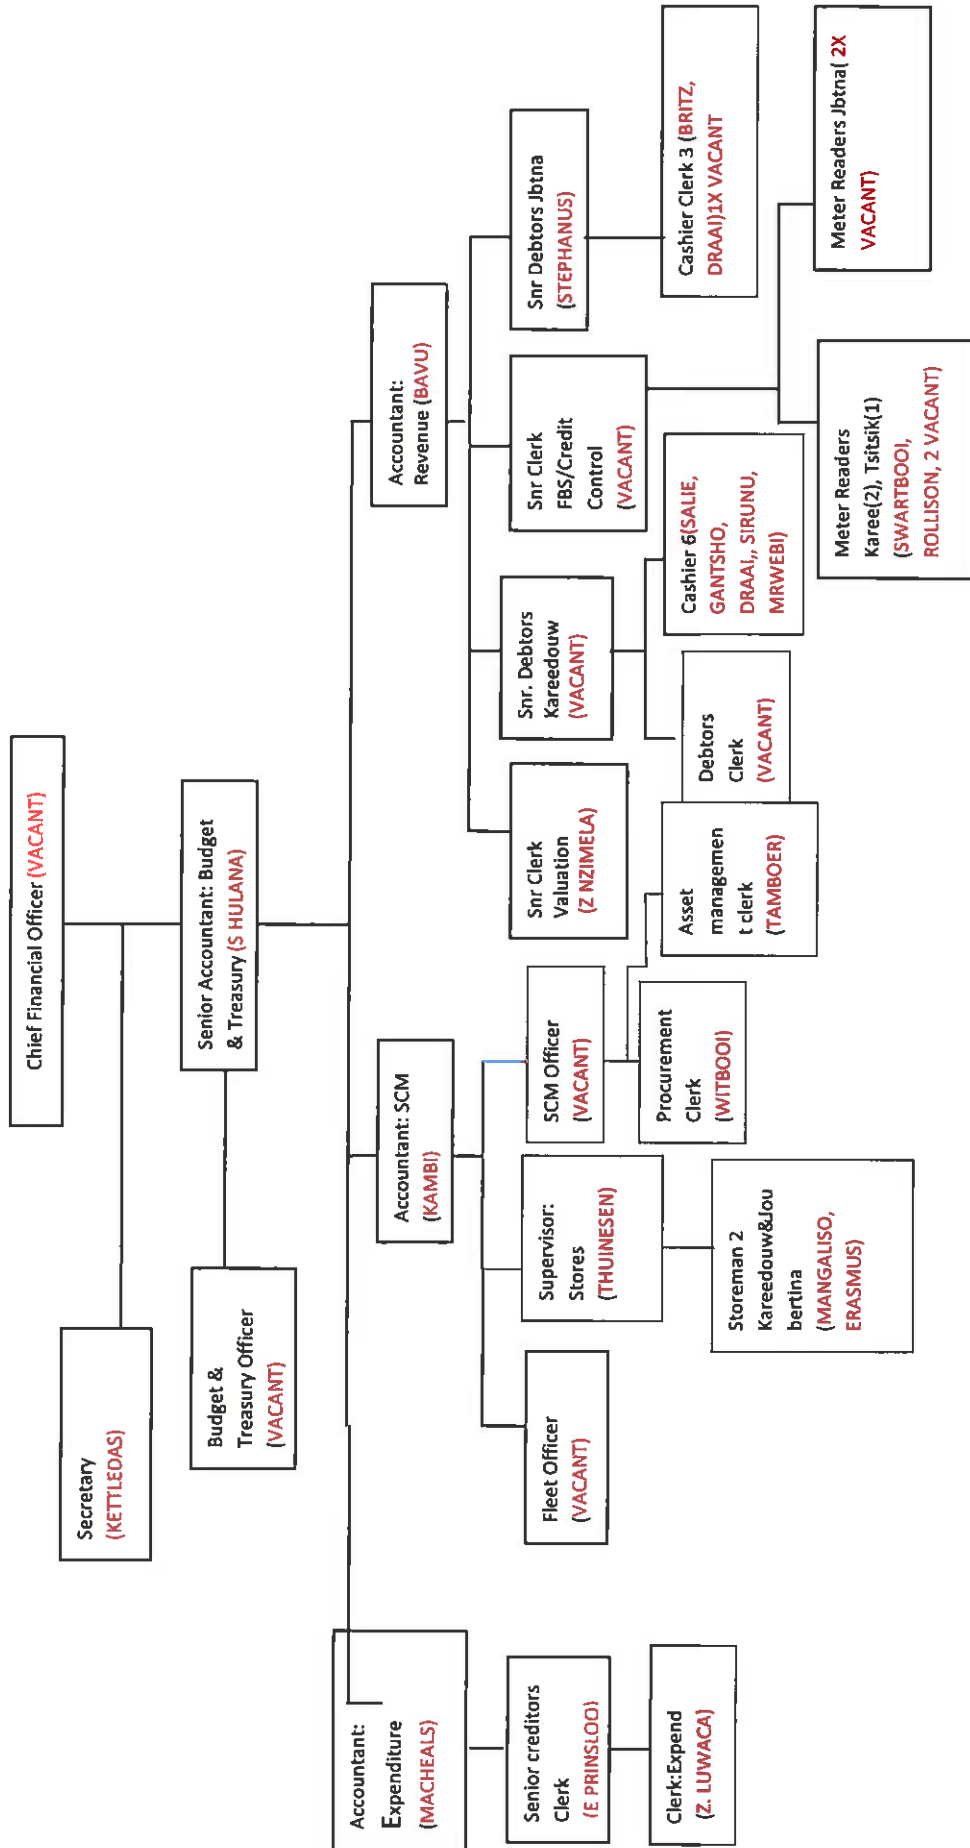 Chief Financial Officer (VACANT)
Secretary
(KETTLEDAS)
Senior Accountant: Budget
& Treasury (S HULANA)
Budget &
Treasury Officer
(VACANT)
Accountant:
Expenditure
(MACHEALS)
Accountant: SCM
(KAMBI)
Accountant:
Revenue (BAVU)
Senior creditors
Clerk
(E PRINSLOO)
Fleet Officer
(VACANT)
Supervisor:
Stores
(THUINESEN)
SCM Officer
(VACANT)
Snr Clerk
Valuation
(Z NZIMELA)
Snr. Debtors
Kareedouw
(VACANT)
Snr Clerk
FBS/Credit
Control
(VACANT)
Snr Debtors Jbtna
(STEPHANUS)
Clerk:Expend
(Z. LUWACA)
Storeman 2
Kareedouw&Jou
bertina
(MANGALISO,
ERASMUS)
Procurement
Clerk
(WITBOOI)
Asset
managemen
t clerk
(TAMBOER)
Debtors
Clerk
(VACANT)
Cashier 6(SALIE,
GANTSHO,
DRAAI,, SIRUNU,
MRWEBI)
Cashier Clerk 3 (BRITZ,
DRAAI)1X VACANT
Meter Readers
Karee(2), Tsitsik(1)
(SWARTBOOI,
ROLLISON, 2 VACANT)
Meter Readers Jbtna( 2X
VACANT)